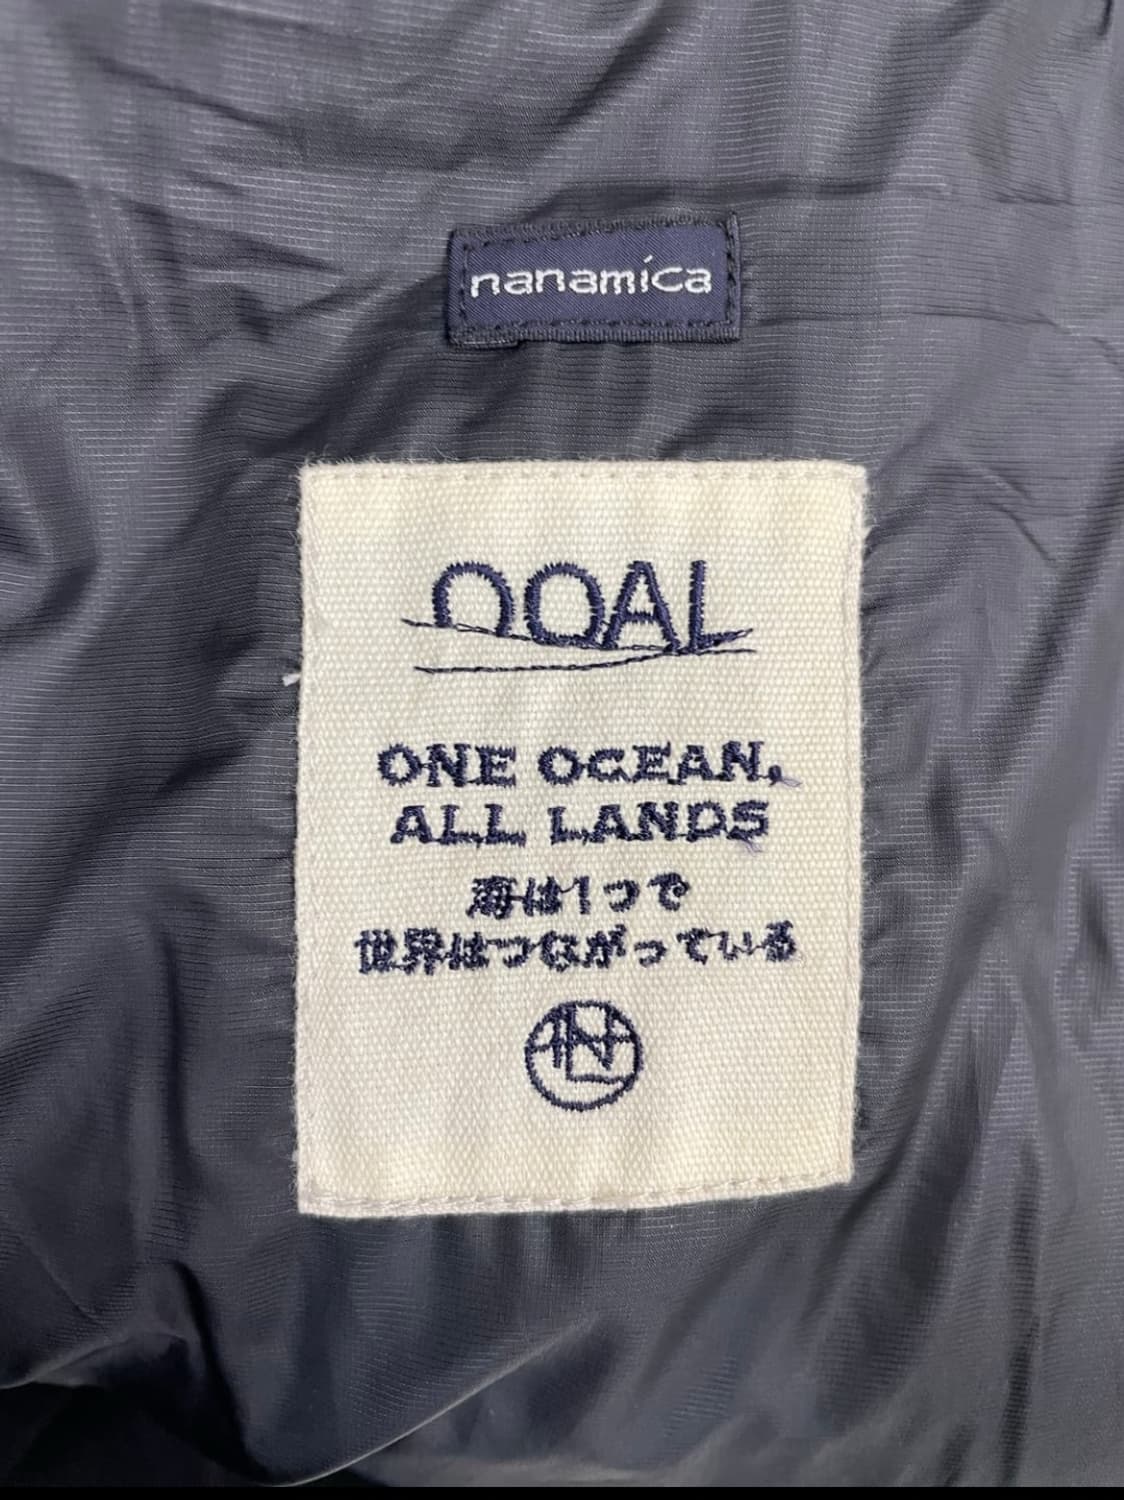 nanamica
OOAL
ONE OCEAN,
ALL LANDS
海は1つで
世界はつながっている